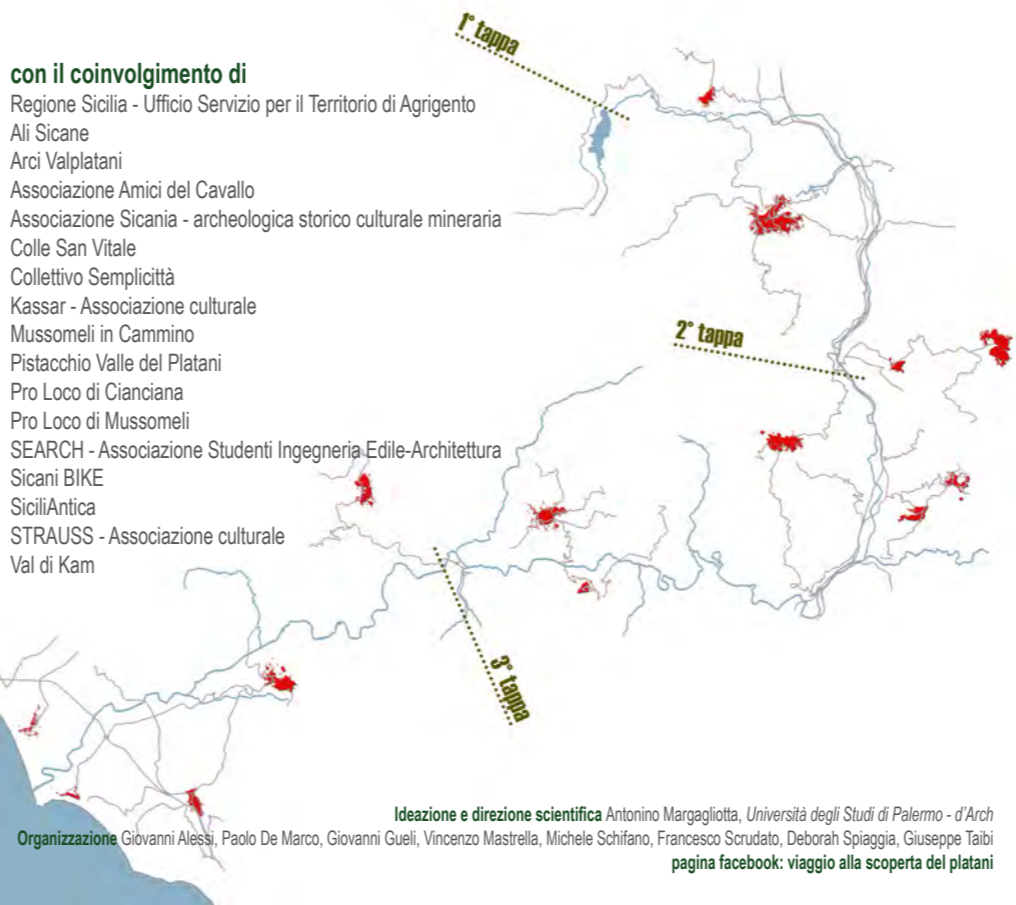 1° tappa
con il coinvolgimento di
Regione Sicilia - Ufficio Servizio per il Territorio di Agrigento
Ali Sicane
Arci Valplatani
Associazione Amici del Cavallo
Associazione Sicania - archeologica storico culturale mineraria
Colle San Vitale
Collettivo Semplicittà
Kassar - Associazione culturale
Mussomeli in Cammino
2° tappa
Pistacchio Valle del Platani
Pro Loco di Cianciana
Pro Loco di Mussomeli
SEARCH - Associazione Studenti Ingegneria Edile-Architettura
Sicani BIKE
SiciliAntica
STRAUSS - Associazione culturale
Val di Kam
3° tappa
Ideazione e direzione scientifica Antonino Margagliotta, Università degli Studi di Palermo - d'Arch
Organizzazione Giovanni Alessi, Paolo De Marco, Giovanni Gueli, Vincenzo Mastrella, Michele Schifano, Francesco Scrudato, Deborah Spiaggia, Giuseppe Taibi
pagina facebook: viaggio alla scoperta del platani